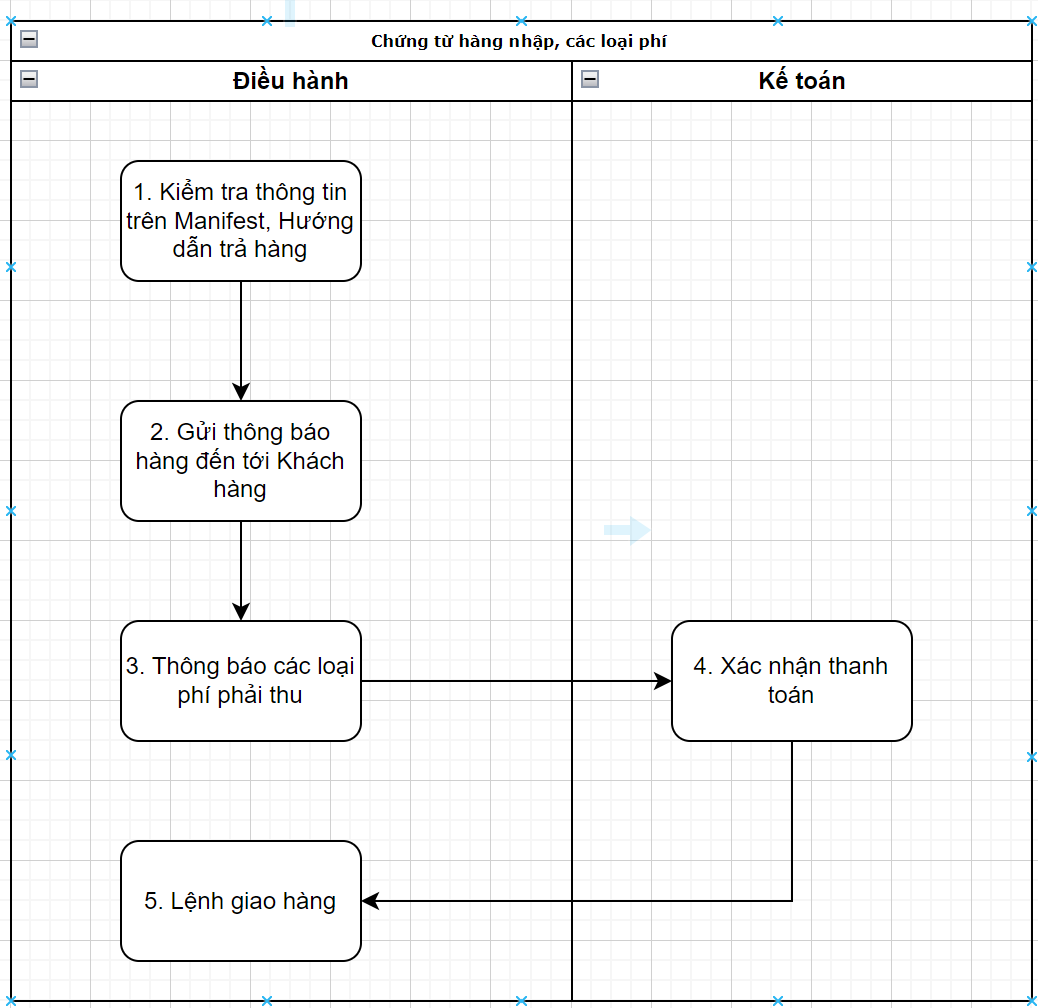 Chứng từ hàng nhập, các loại phí
Điều hành
Kế toán
1. Kiểm tra thông tin
trên Manifest, Hướng
dẫn trả hàng
2. Gửi thông báo
hàng đến tới Khách
hàng
3. Thông báo các loại
phí phải thu
4. Xác nhận thanh
toán
5. Lệnh giao hàng